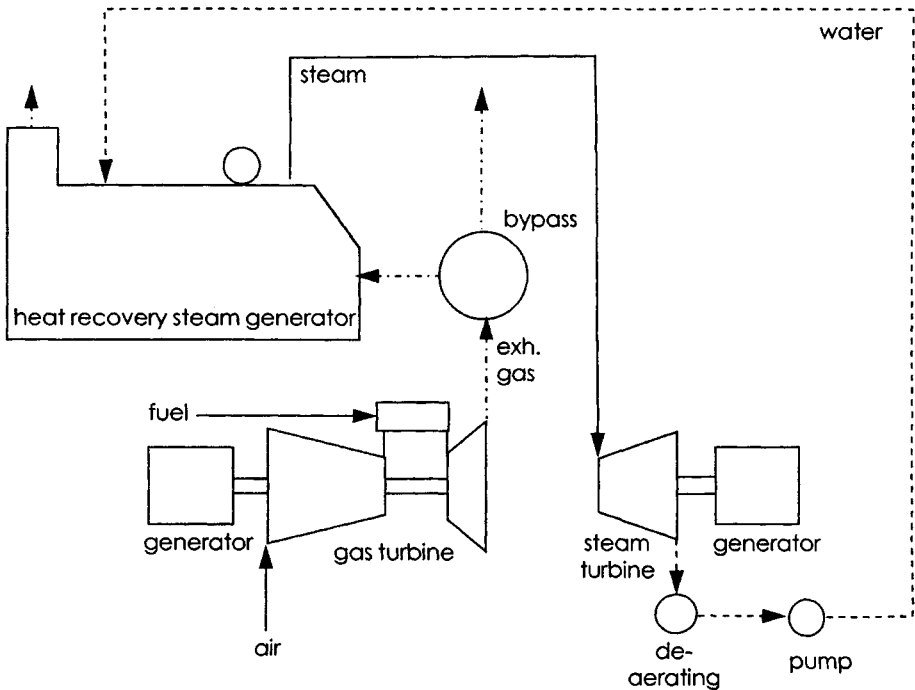 water
steam
bypass
heat recovery steam generator
exh.
gas
fuel
generator
gas turbine
steam
turbine
generator
air
de-
aerating
pump